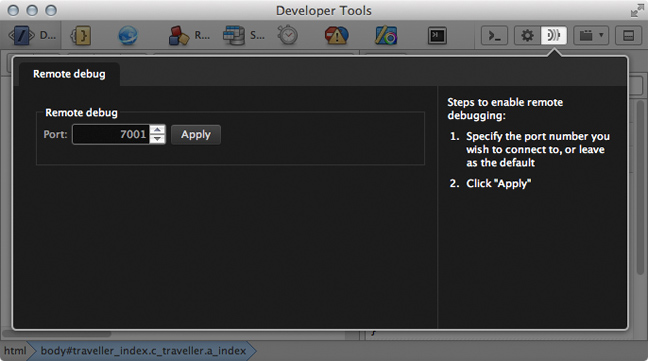 Developer Tools
D...
R...
S...
Remote debug
Remote debug
Port: 7001 Apply
Steps to enable remote
debugging:
1. Specify the port number you
wish to connect to, or leave
as the default
2. Click "Apply"
}
html body#traveller_index.c_traveller.a_index